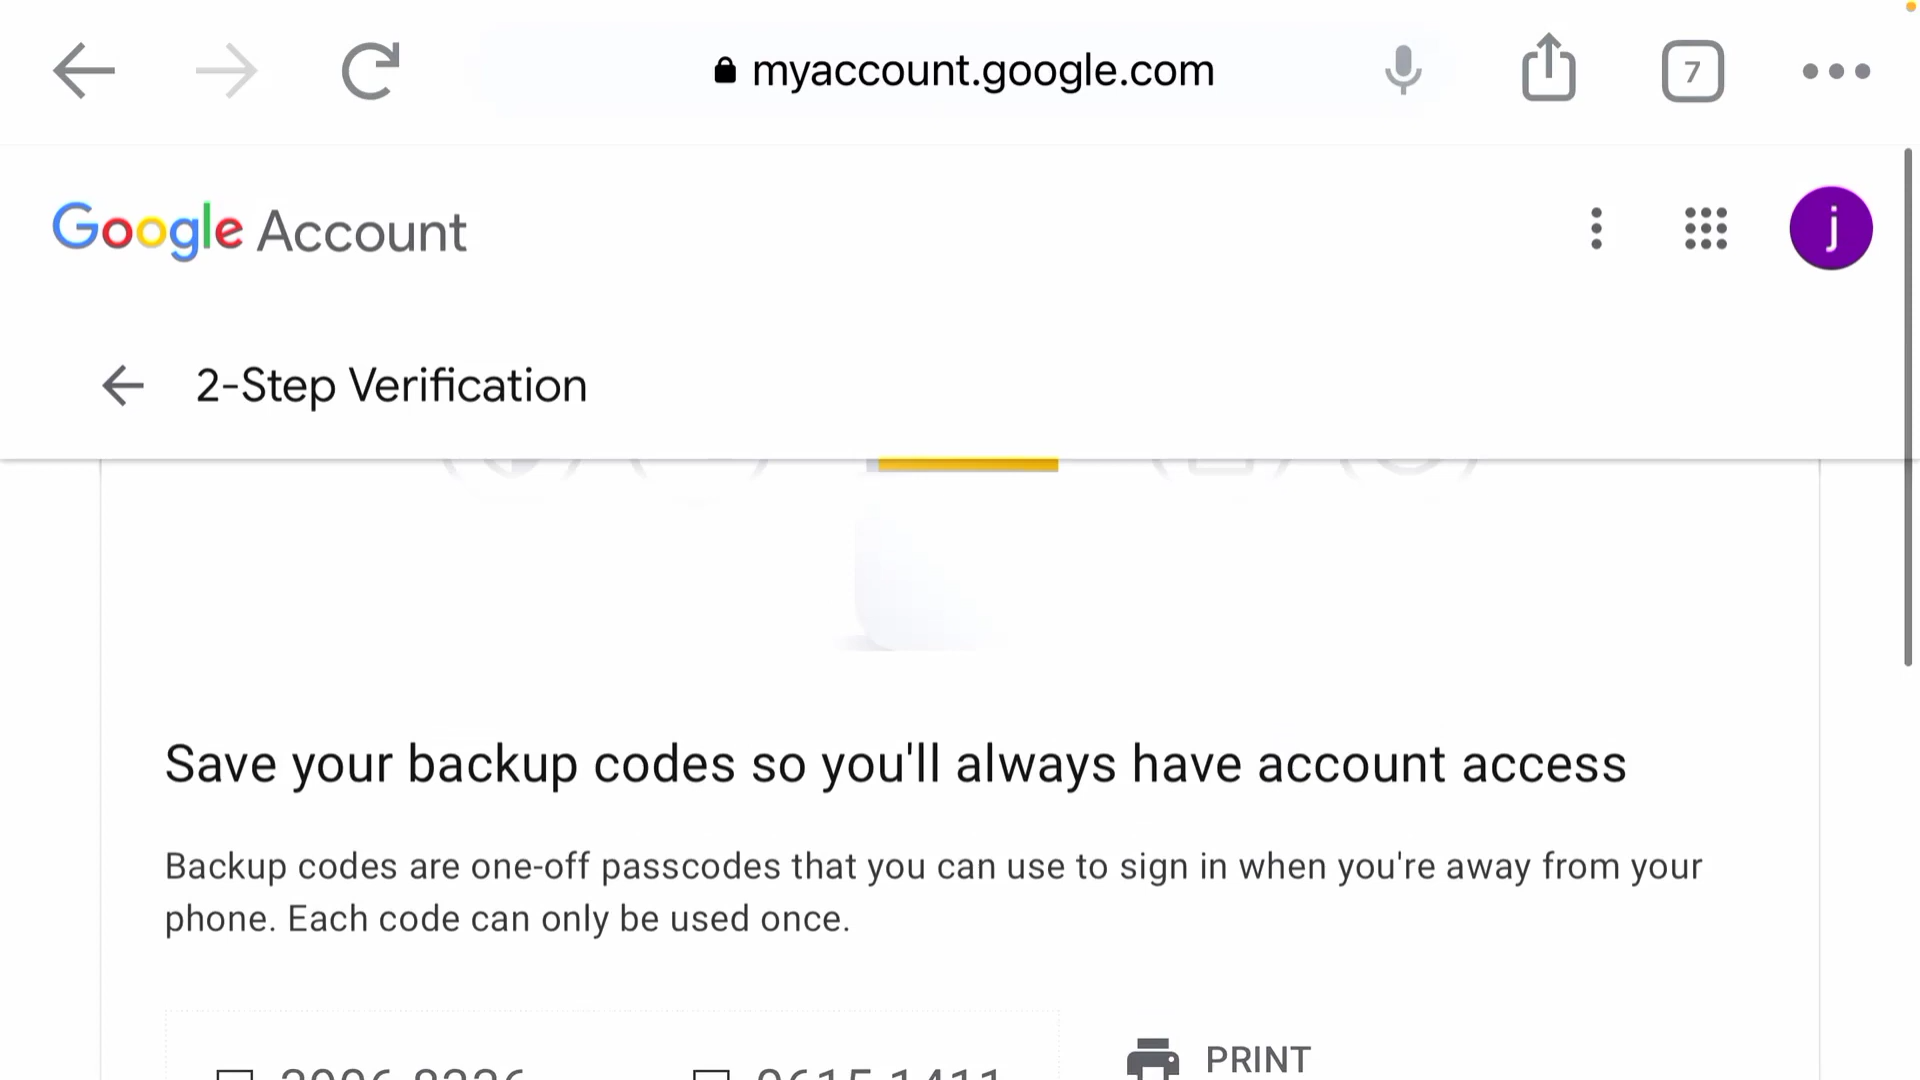 myaccount.google.com
7
Google Account
j
2-Step Verification
Save your backup codes so you'll always have account access
Backup codes are one-off passcodes that you can use to sign in when you're away from your
phone. Each code can only be used once.
PRINT